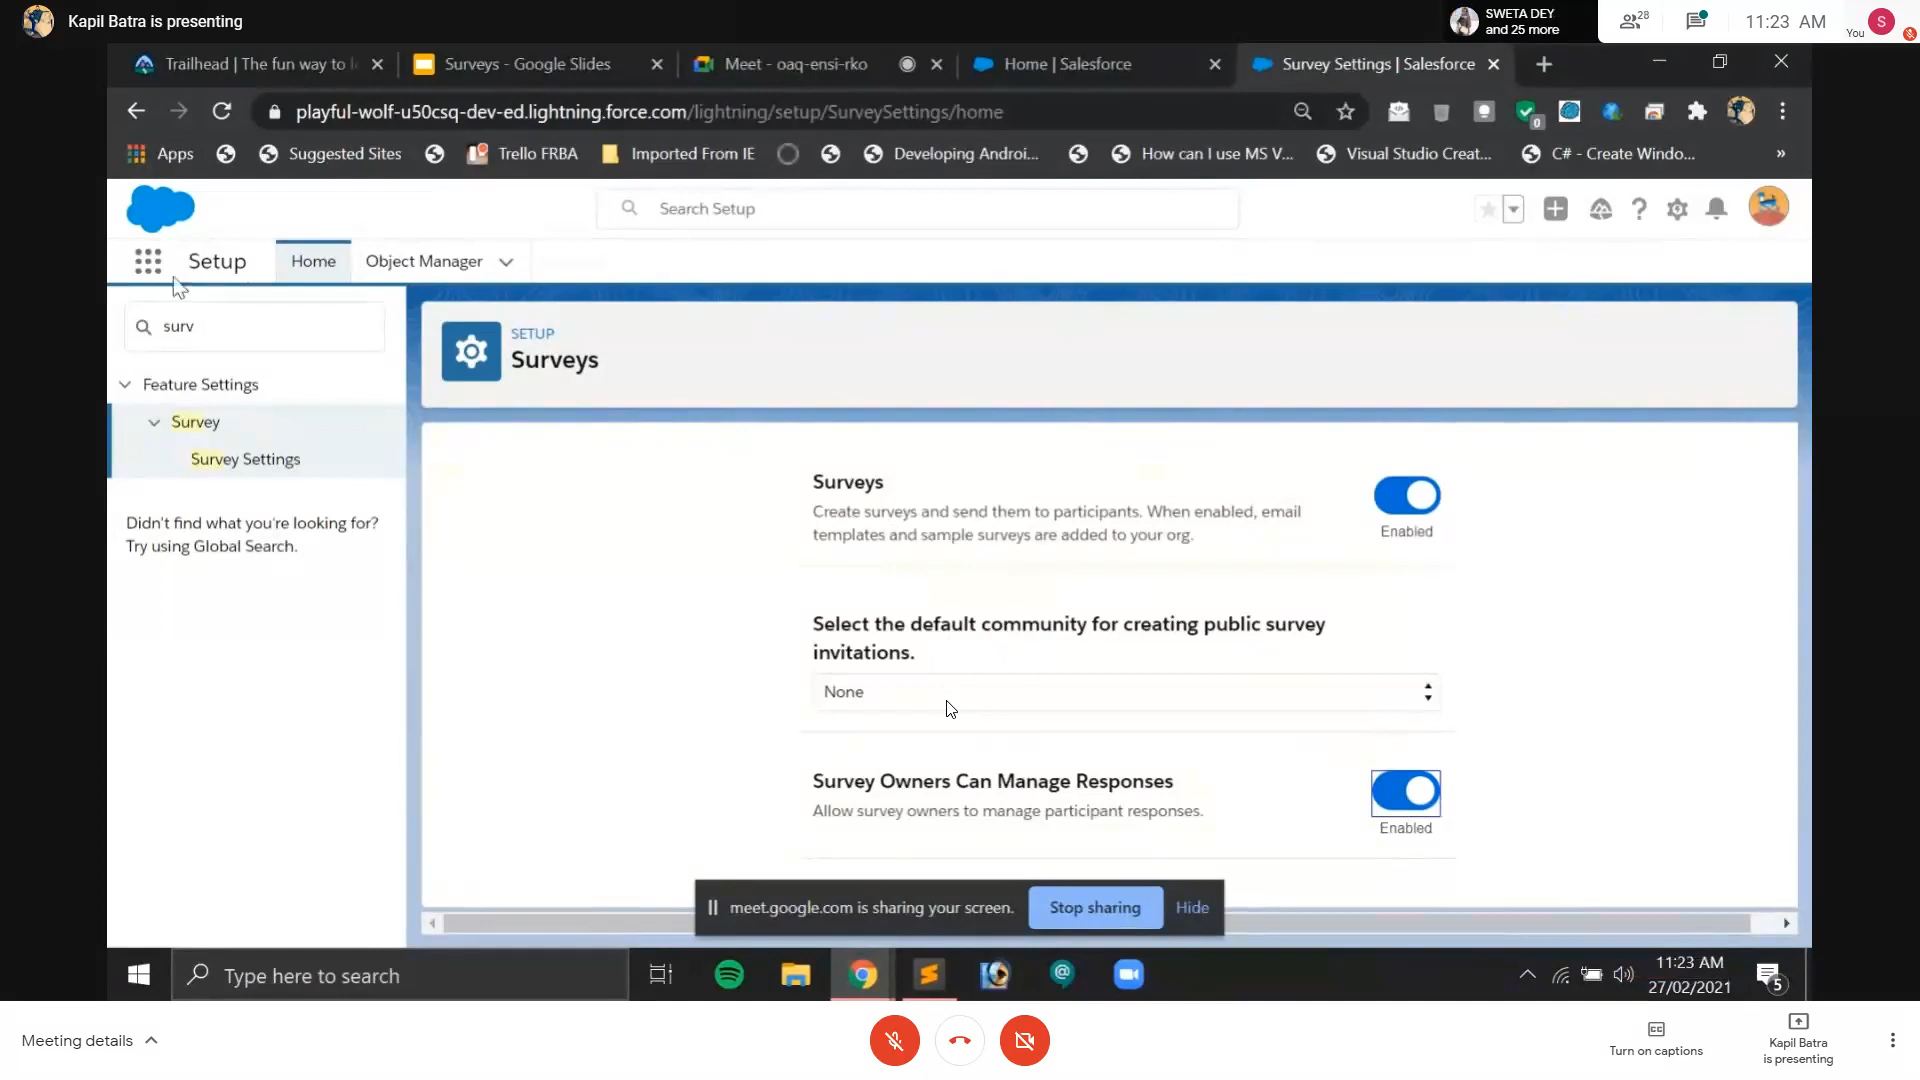 Kapil Batra is presenting
SWETA DEY
and 25 more
28
11:23 AM
You
S
Trailhead | The fun way to l
Surveys - Google Slides
Meet - oaq-ensi-rko
Home | Salesforce
Survey Settings | Salesforce
playful-wolf-u50csq-dev-ed.lightning.force.com/lightning/setup/SurveySettings/home
0
Apps
Suggested Sites
Trello FRBA
Imported From IE
Developing Androi...
How can I use MS V...
Visual Studio Creat...
C# - Create Windo...
»
Search Setup
Setup
Home
Object Manager
surv
Feature Settings
Survey
Survey Settings
Didn't find what you're looking for?
Try using Global Search.
SETUP
Surveys
Surveys
Create surveys and send them to participants. When enabled, email
templates and sample surveys are added to your org.
Enabled
Select the default community for creating public survey
invitations.
None
Survey Owners Can Manage Responses
Allow survey owners to manage participant responses.
Enabled
meet.google.com is sharing your screen.
Stop sharing
Hide
Type here to search
11:23 AM
27/02/2021
5
Meeting details
Turn on captions
Kapil Batra
is presenting